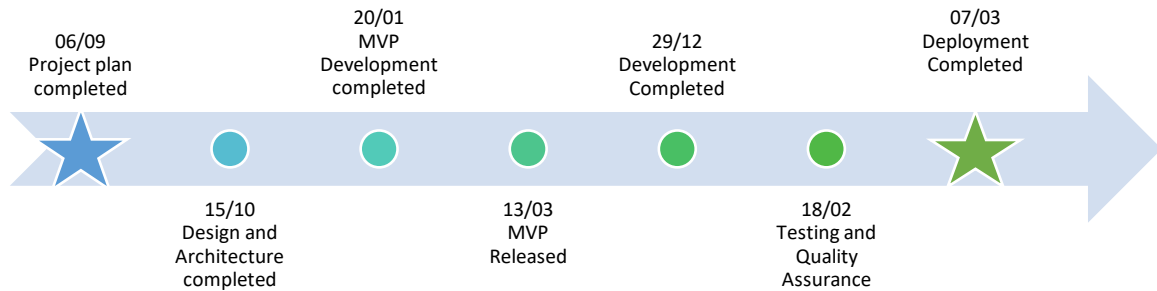 06/09
Project plan
completed
15/10
Design and
Architecture
completed
20/01
MVP
Development
completed
13/03
MVP
Released
29/12
Development
Completed
18/02
Testing and
Quality
Assurance
07/03
Deployment
Completed